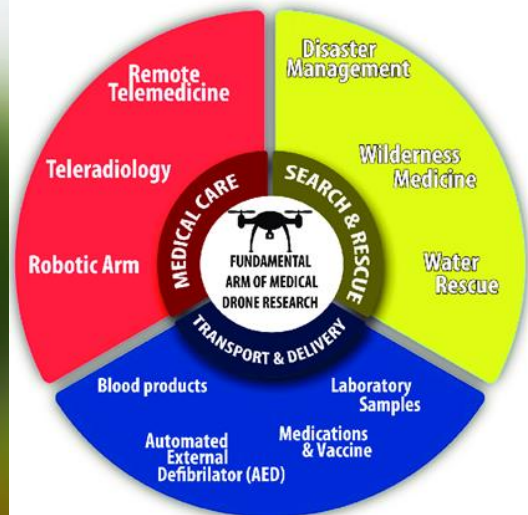 Remote
Telemedicine
Teleradiology
Robotic Arm
MEDICAL CARE
Disaster
Management
Wilderness
Medicine
Water
Rescue
SEARCH & RESCUE
FUNDAMENTAL
ARM OF MEDICAL
DRONE RESEARCH
TRANSPORT & DELIVERY
Blood products
Laboratory
Samples
Automated
External
Defibrilator (AED)
Medications
& Vaccine